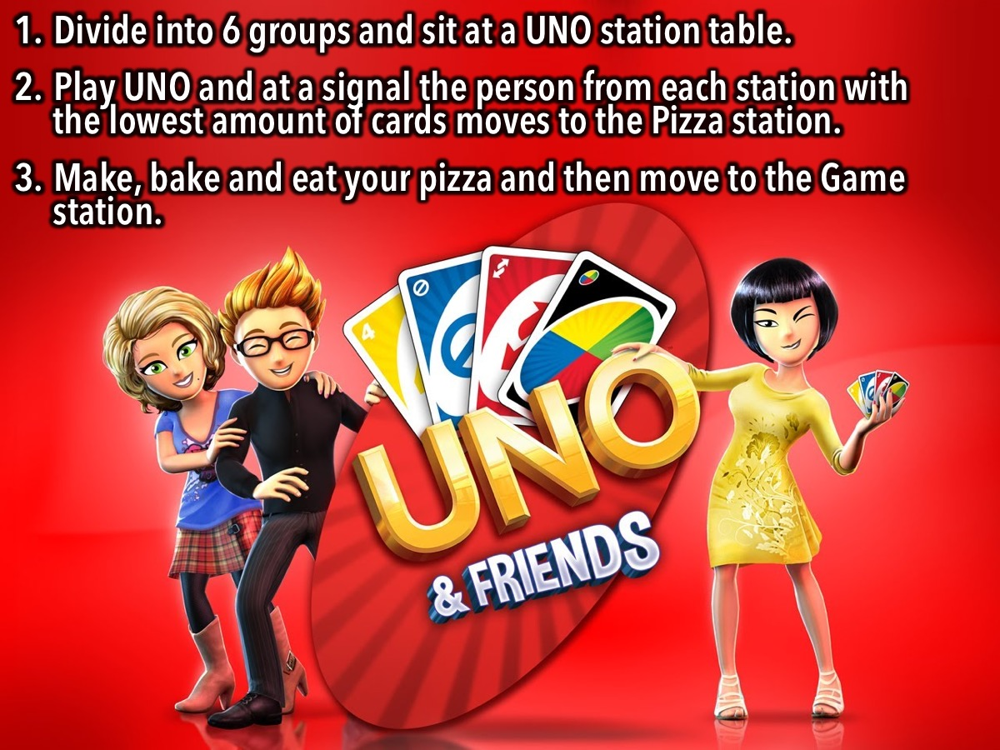 1. Divide into 6 groups and sit at a UNO station table.
2. Play UNO and at a signal the person from each station with
the lowest amount of cards moves to the Pizza station.
3. Make, bake and eat your pizza and then move to the Game
station.
4
UNO
& FRIENDS